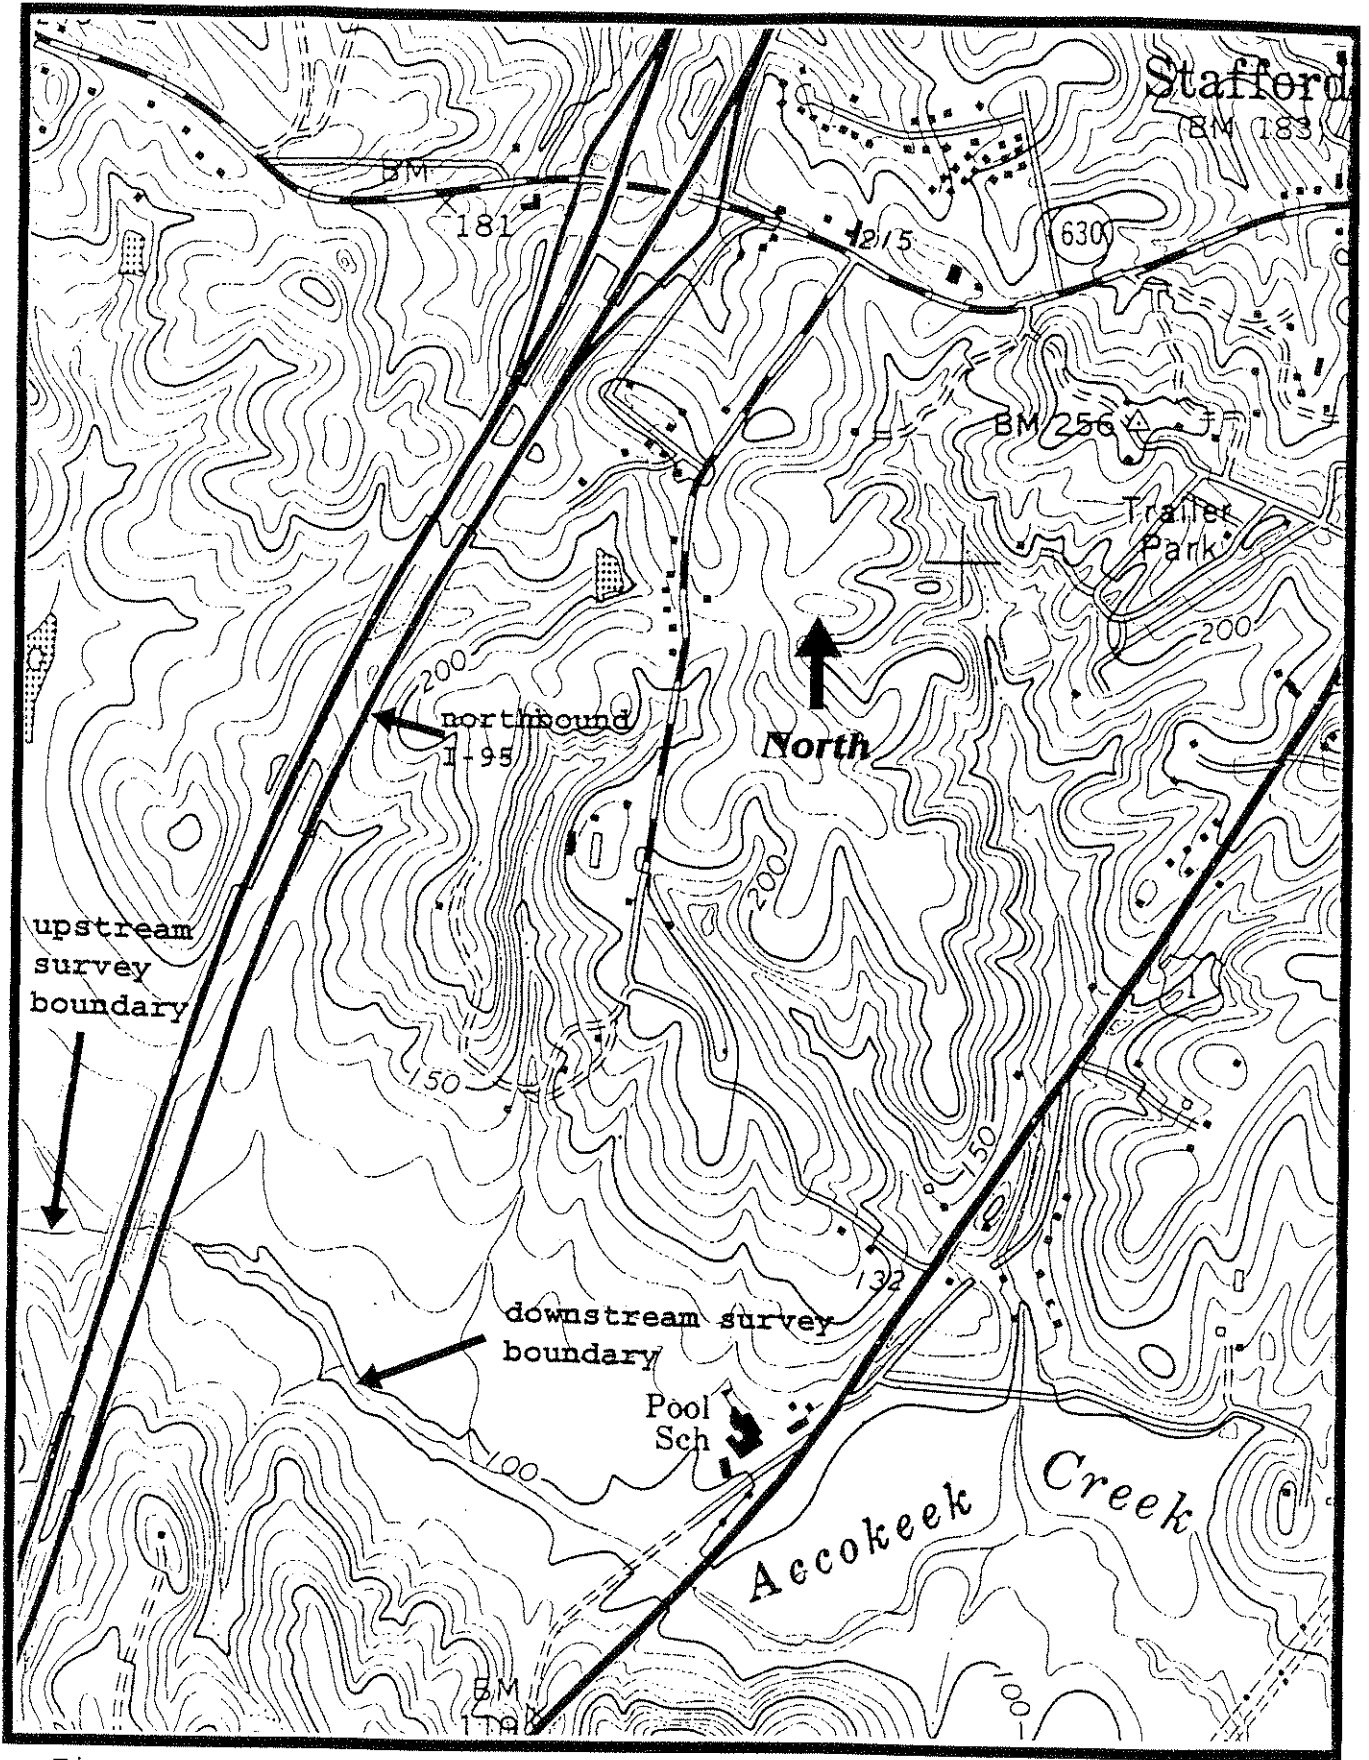 Stafford
(BM 183)
BM
181
215
630
BM 256
Trailer
Park
200
200
northbound
I-95
North
200
upstream
survey
boundary
1
150
150
132
downstream survey
boundary
Pool
Sch
100
Accokeek Creek
BM
100